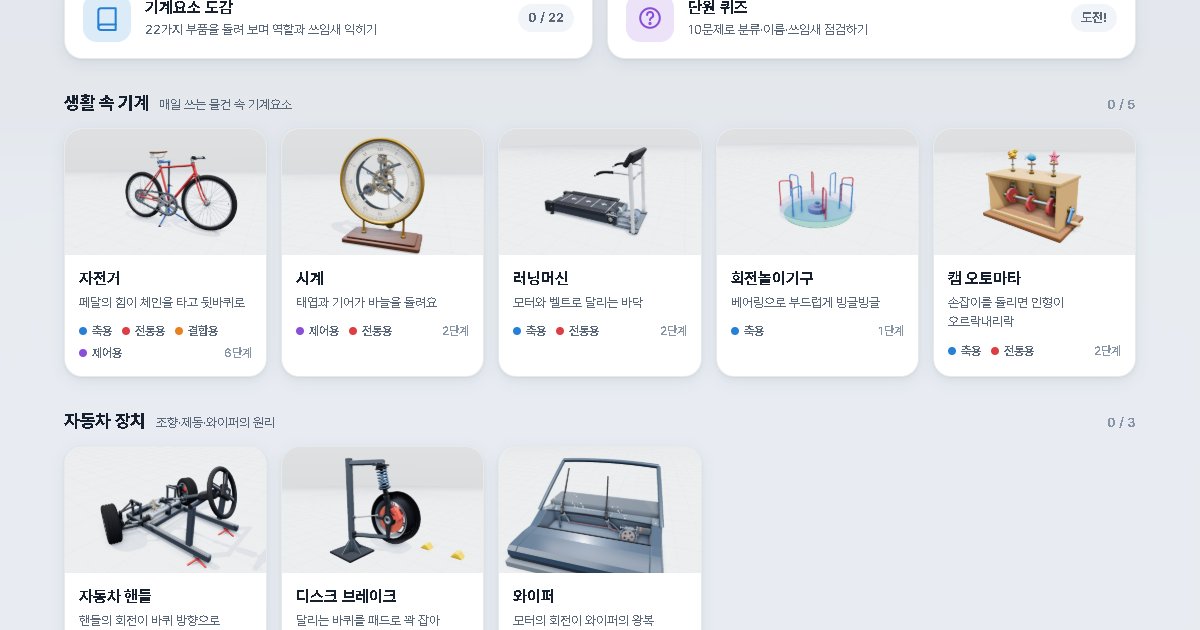 기계요소 도감
22가지 부품을 돌려 보며 역할과 쓰임새 익히기
0 / 22
단원 퀴즈
10문제로 분류·이름·쓰임새 점검하기
도전!
생활 속 기계 매일 쓰는 물건 속 기계요소
0 / 5
자전거
페달의 힘이 체인을 타고 뒷바퀴로
축용 전동용 결합용
제어용 6단계
시계
태엽과 기어가 바늘을 돌려요
제어용 전동용 2단계
러닝머신
모터와 벨트로 달리는 바닥
축용 전동용 2단계
회전놀이기구
베어링으로 부드럽게 빙글빙글
축용 1단계
캠 오토마타
손잡이를 돌리면 인형이
오르락내리락
축용 전동용 2단계
자동차 장치 조향·제동·와이퍼의 원리
0 / 3
자동차 핸들
핸들의 회전이 바퀴 방향으로
디스크 브레이크
달리는 바퀴를 패드로 꽉 잡아
와이퍼
모터의 회전이 와이퍼의 왕복